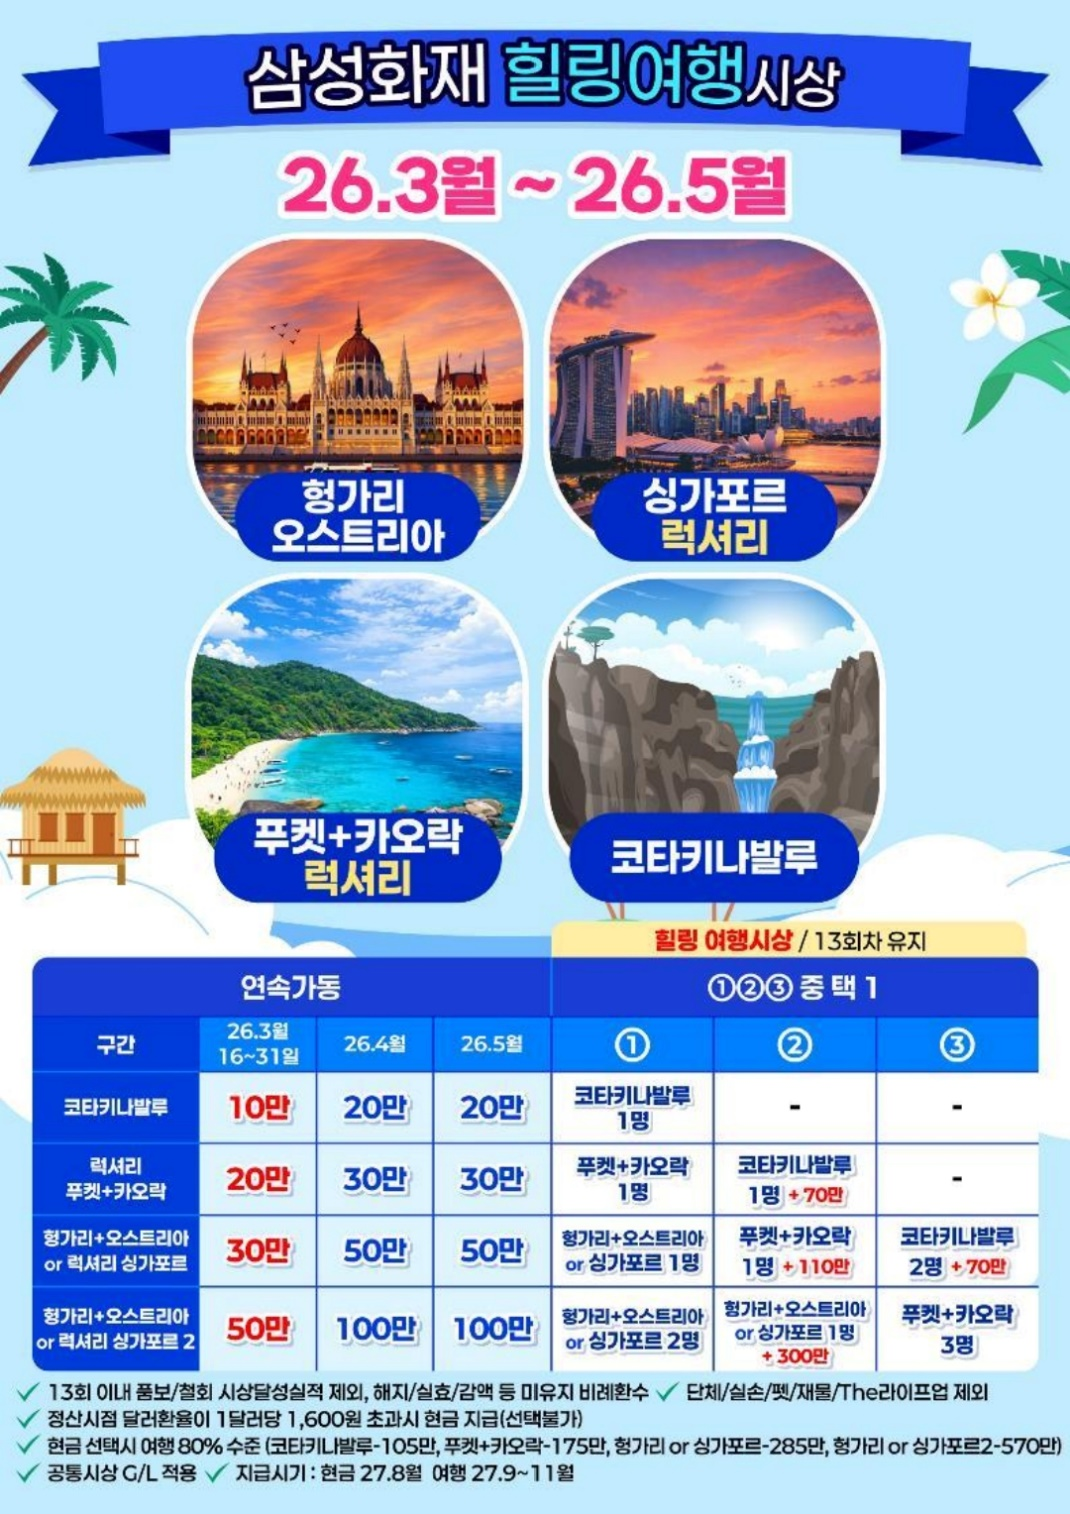 삼성화재 힐링여행시상
26.3월 ~ 26.5월
헝가리
오스트리아
싱가포르
럭셔리
푸켓+카오락
럭셔리
코타키나발루
힐링 여행시상 / 13회차 유지
연속가동 ①②③ 중 택 1
구간 26.3월 16~31일 26.4월 26.5월 ① ② ③
코타키나발루 10만 20만 20만 코타키나발루 1명 - -
럭셔리 푸켓+카오락 20만 30만 30만 푸켓+카오락 1명 코타키나발루 1명 +70만 -
헝가리+오스트리아 or 럭셔리 싱가포르 30만 50만 50만 헝가리+오스트리아 or 싱가포르 1명 푸켓+카오락 1명 +110만 코타키나발루 2명 +70만
헝가리+오스트리아 or 럭셔리 싱가포르 2 50만 100만 100만 헝가리+오스트리아 or 싱가포르 2명 헝가리+오스트리아 or 싱가포르 1명 +300만 푸켓+카오락 3명
✓ 13회 이내 품보/철회 시상달성실적 제외, 해지/실효/감액 등 미유지 비례환수 ✓ 단체/실손/펫/재물/The라이프업 제외
✓ 정산시점 달러환율이 1달러당 1,600원 초과시 현금 지급(선택불가)
✓ 현금 선택시 여행 80% 수준 (코타키나발루-105만, 푸켓+카오락-175만, 헝가리 or 싱가포르-285만, 헝가리 or 싱가포르2-570만)
✓ 공통시상 G/L 적용 ✓ 지급시기 : 현금 27.8월 여행 27.9~11월